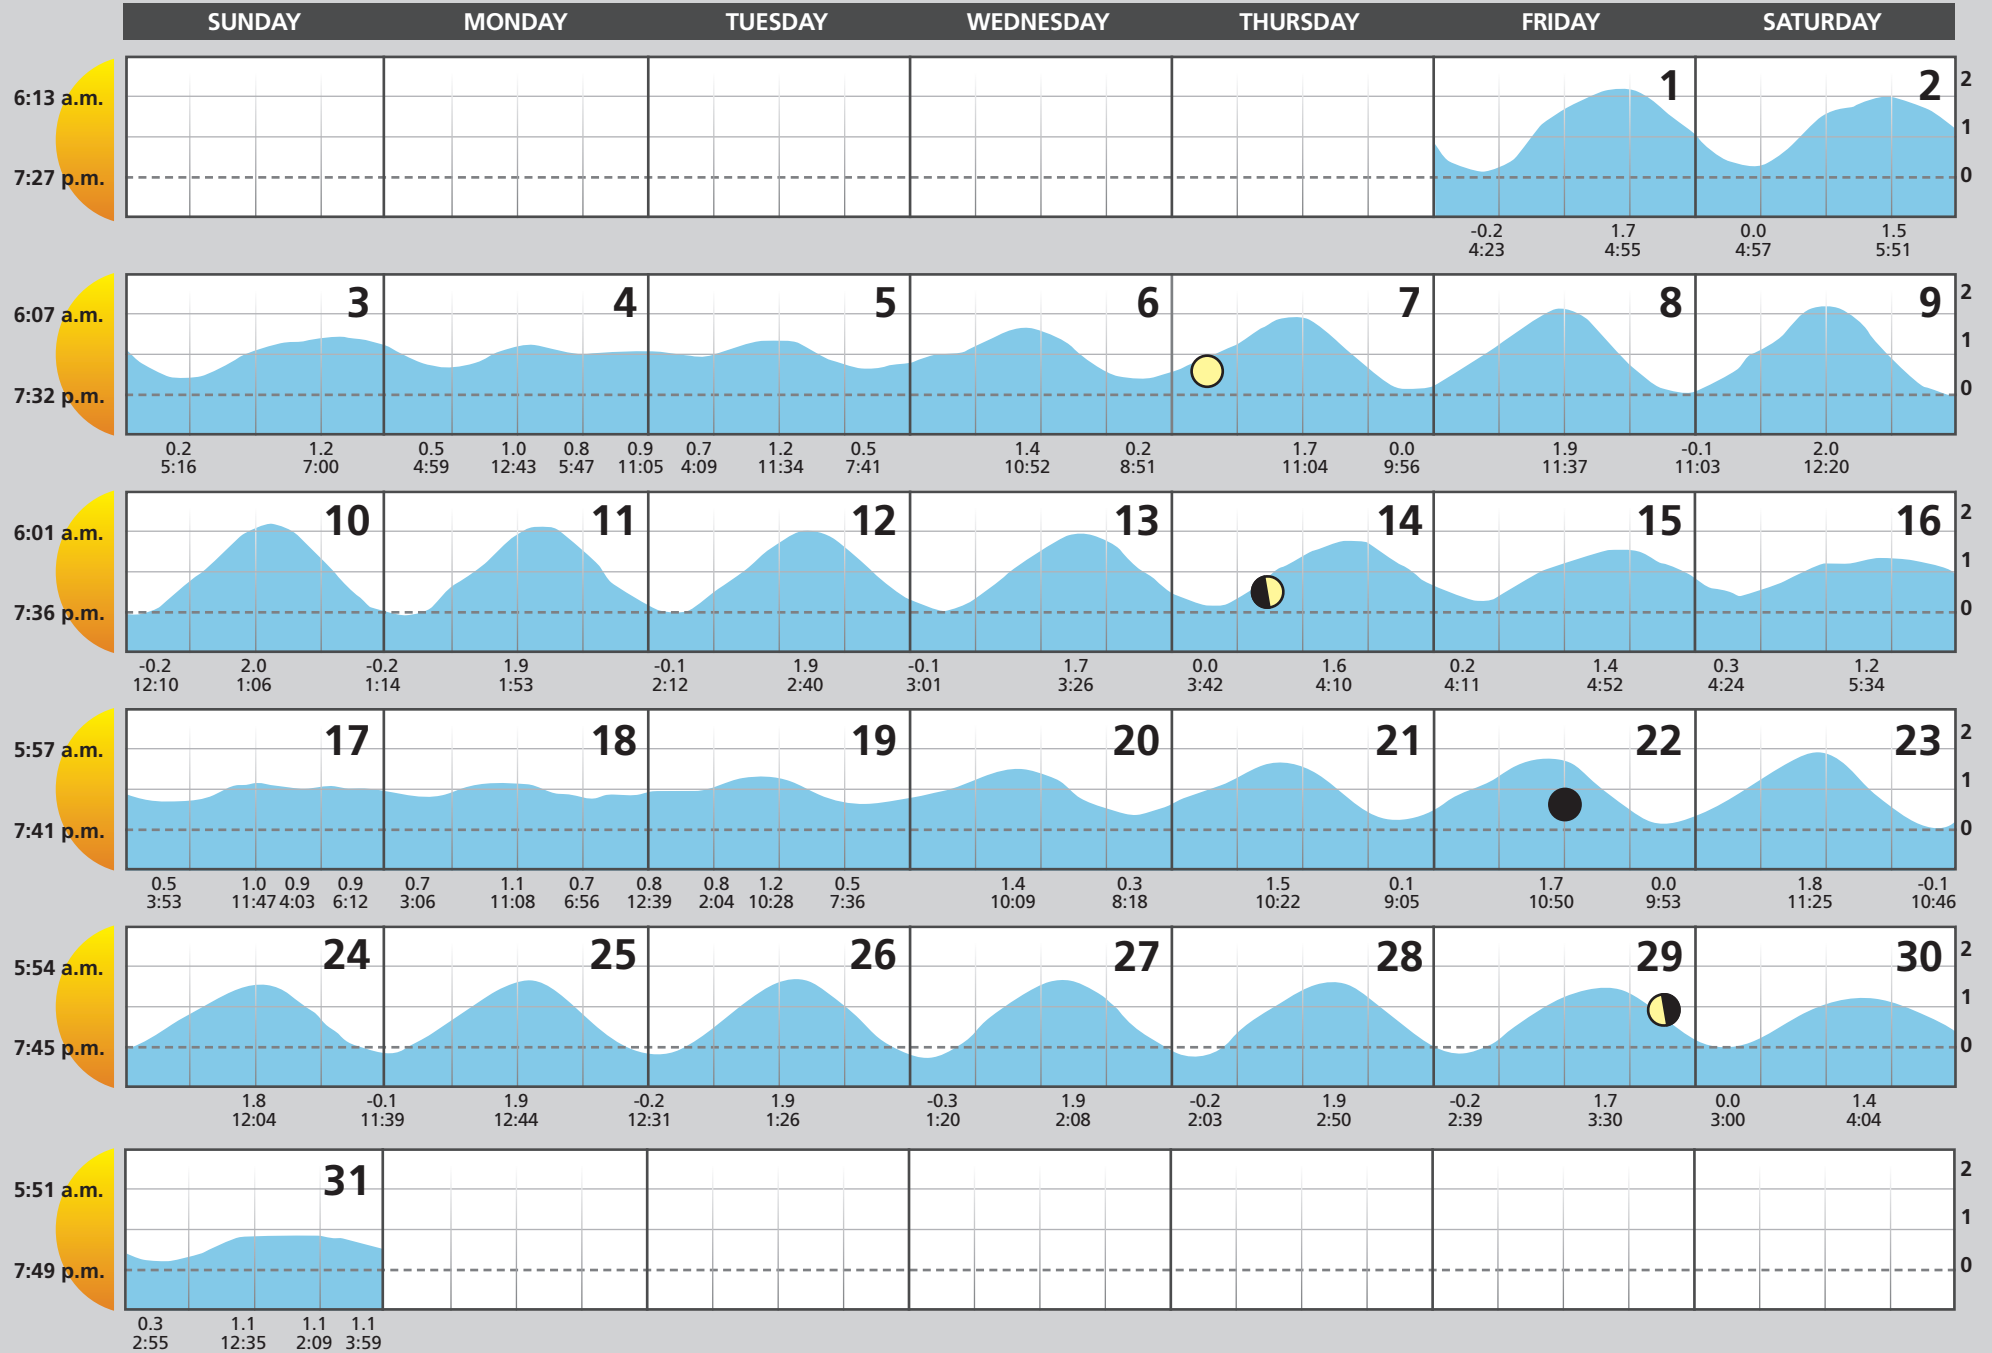 SUNDAY MONDAY TUESDAY WEDNESDAY THURSDAY FRIDAY SATURDAY
1 2
6:13 a.m. 2
1
7:27 p.m. 0
-0.2 1.7 0.0 1.5
4:23 4:55 4:57 5:51
3 4 5 6 7 8 9
6:07 a.m. 2
1
7:32 p.m. 0
0.2 1.2 0.5 1.0 0.8 0.9 0.7 1.2 0.5 1.4 0.2 1.7 0.0 1.9 -0.1 2.0
5:16 7:00 4:59 12:43 5:47 11:05 4:09 11:34 7:41 10:52 8:51 11:04 9:56 11:37 11:03 12:20
10 11 12 13 14 15 16
6:01 a.m. 2
1
7:36 p.m. 0
-0.2 2.0 -0.2 1.9 -0.1 1.9 -0.1 1.7 0.0 1.6 0.2 1.4 0.3 1.2
12:10 1:06 1:14 1:53 2:12 2:40 3:01 3:26 3:42 4:10 4:11 4:52 4:24 5:34
17 18 19 20 21 22 23
5:57 a.m. 2
1
7:41 p.m. 0
0.5 1.0 0.9 0.9 0.7 1.1 0.7 0.8 0.8 1.2 0.5 1.4 0.3 1.5 0.1 1.7 0.0 1.8 -0.1
3:53 11:47 4:03 6:12 3:06 11:08 6:56 12:39 2:04 10:28 7:36 10:09 8:18 10:22 9:05 10:50 9:53 11:25 10:46
24 25 26 27 28 29 30
5:54 a.m. 2
1
7:45 p.m. 0
1.8 -0.1 1.9 -0.2 1.9 -0.3 1.9 -0.2 1.9 -0.2 1.7 0.0 1.4
12:04 11:39 12:44 12:31 1:26 1:20 2:08 2:03 2:50 2:39 3:30 3:00 4:04
31
5:51 a.m. 2
1
7:49 p.m. 0
0.3 1.1 1.1 1.1
2:55 12:35 2:09 3:59